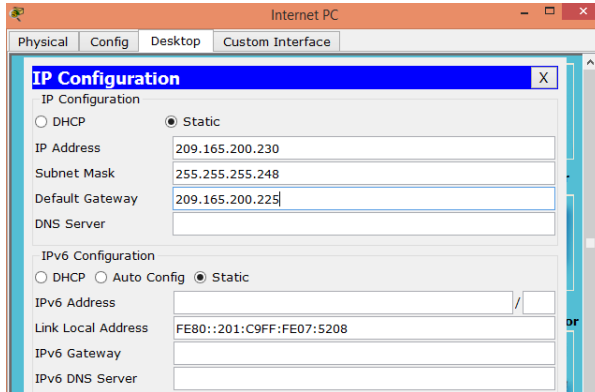 Internet PC
Physical Config Desktop Custom Interface
IP Configuration X
IP Configuration
DHCP Static
IP Address 209.165.200.230
Subnet Mask 255.255.255.248
Default Gateway 209.165.200.225
DNS Server
IPv6 Configuration
DHCP Auto Config Static
IPv6 Address /
Link Local Address FE80::201:C9FF:FE07:5208
IPv6 Gateway
IPv6 DNS Server